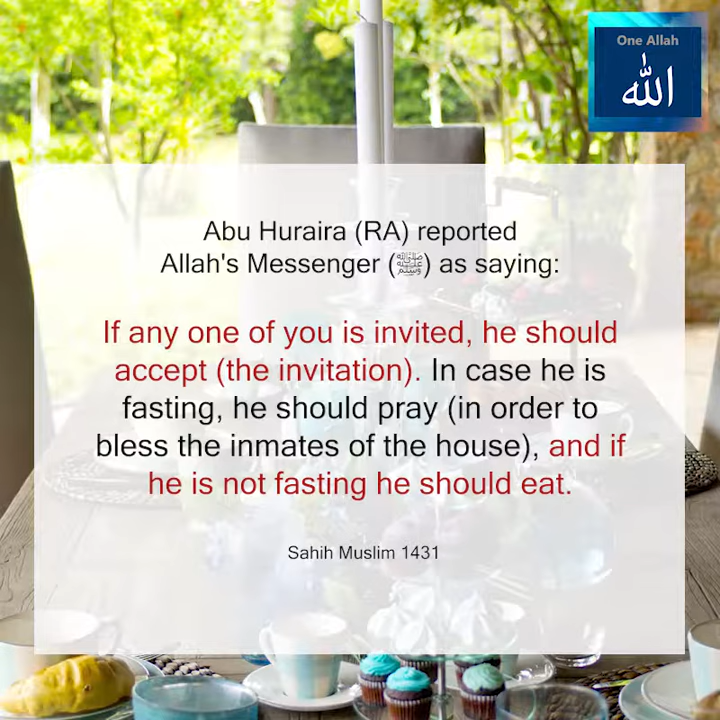 One Allah
الله
Abu Huraira (RA) reported
Allah's Messenger (ﷺ) as saying:
If any one of you is invited, he should
accept (the invitation). In case he is
fasting, he should pray (in order to
bless the inmates of the house), and if
he is not fasting he should eat.
Sahih Muslim 1431